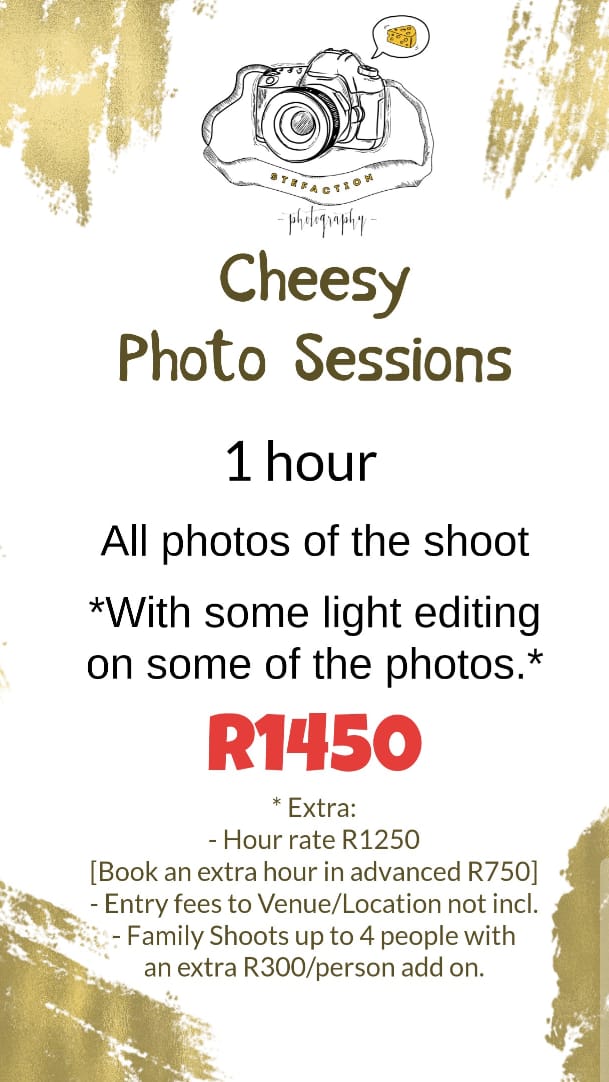 STEFACTION
- photography -
Cheesy
Photo Sessions
1 hour
All photos of the shoot
*With some light editing
on some of the photos.*
R1450
* Extra:
- Hour rate R1250
[Book an extra hour in advanced R750]
- Entry fees to Venue/Location not incl.
- Family Shoots up to 4 people with
an extra R300/person add on.